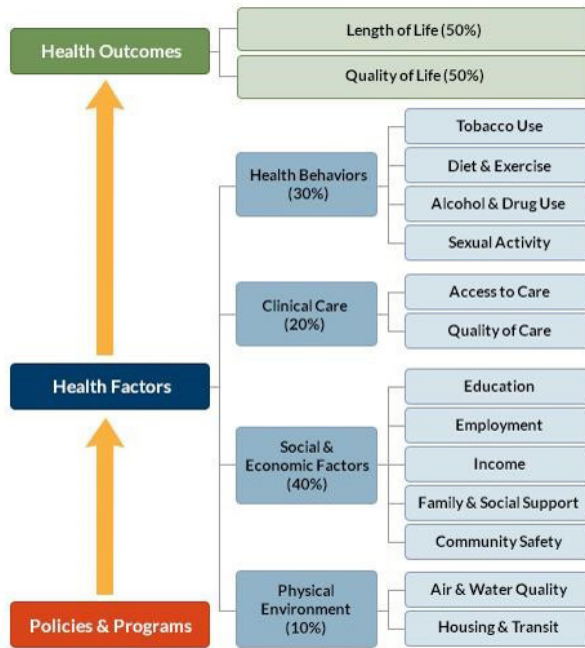 Health Outcomes
Length of Life (50%)
Quality of Life (50%)
Health Factors
Health Behaviors
(30%)
Tobacco Use
Diet & Exercise
Alcohol & Drug Use
Sexual Activity
Clinical Care
(20%)
Access to Care
Quality of Care
Social &
Economic Factors
(40%)
Education
Employment
Income
Family & Social Support
Community Safety
Physical
Environment
(10%)
Air & Water Quality
Housing & Transit
Policies & Programs